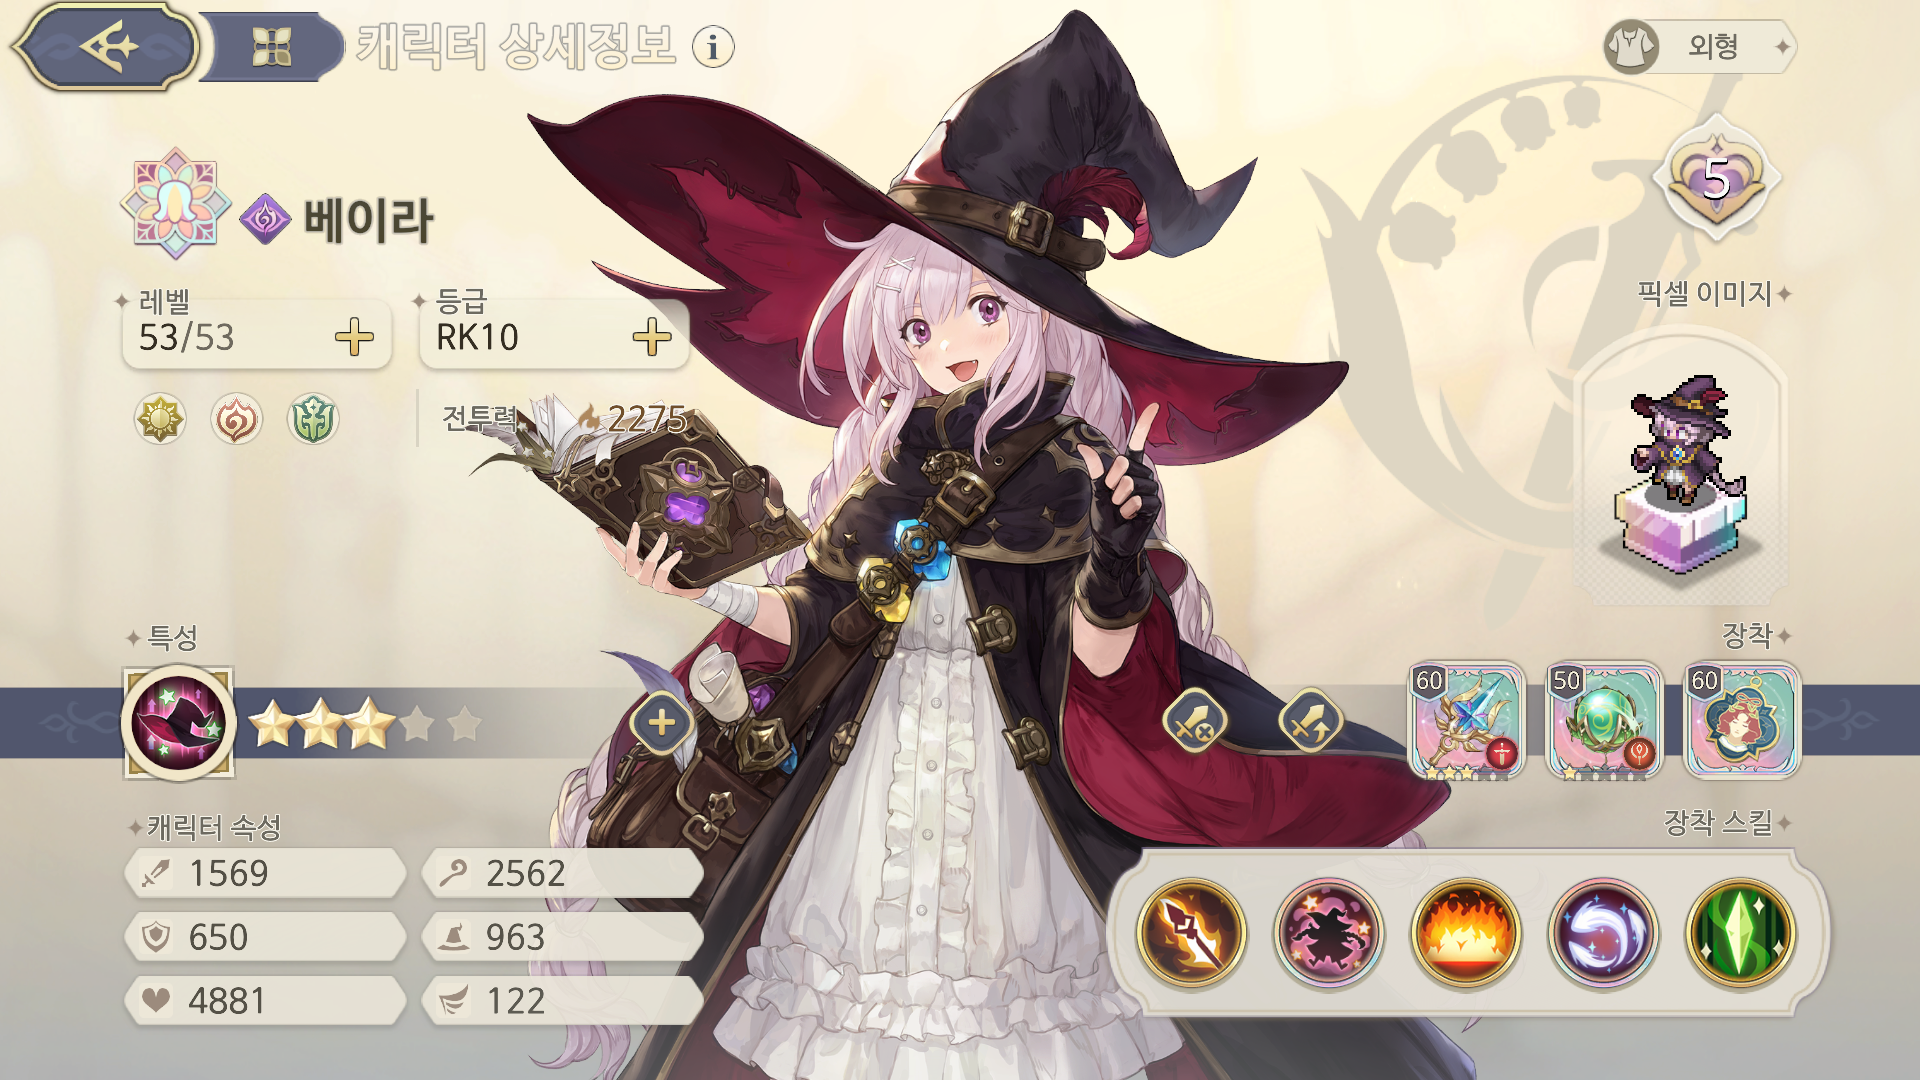 캐릭터 상세정보 i
외형
5
베이라
픽셀 이미지
레벨
53/53
등급
RK10
전투력 2275
특성
장착
60
50
60
캐릭터 속성
1569
2562
650
963
4881
122
장착 스킬